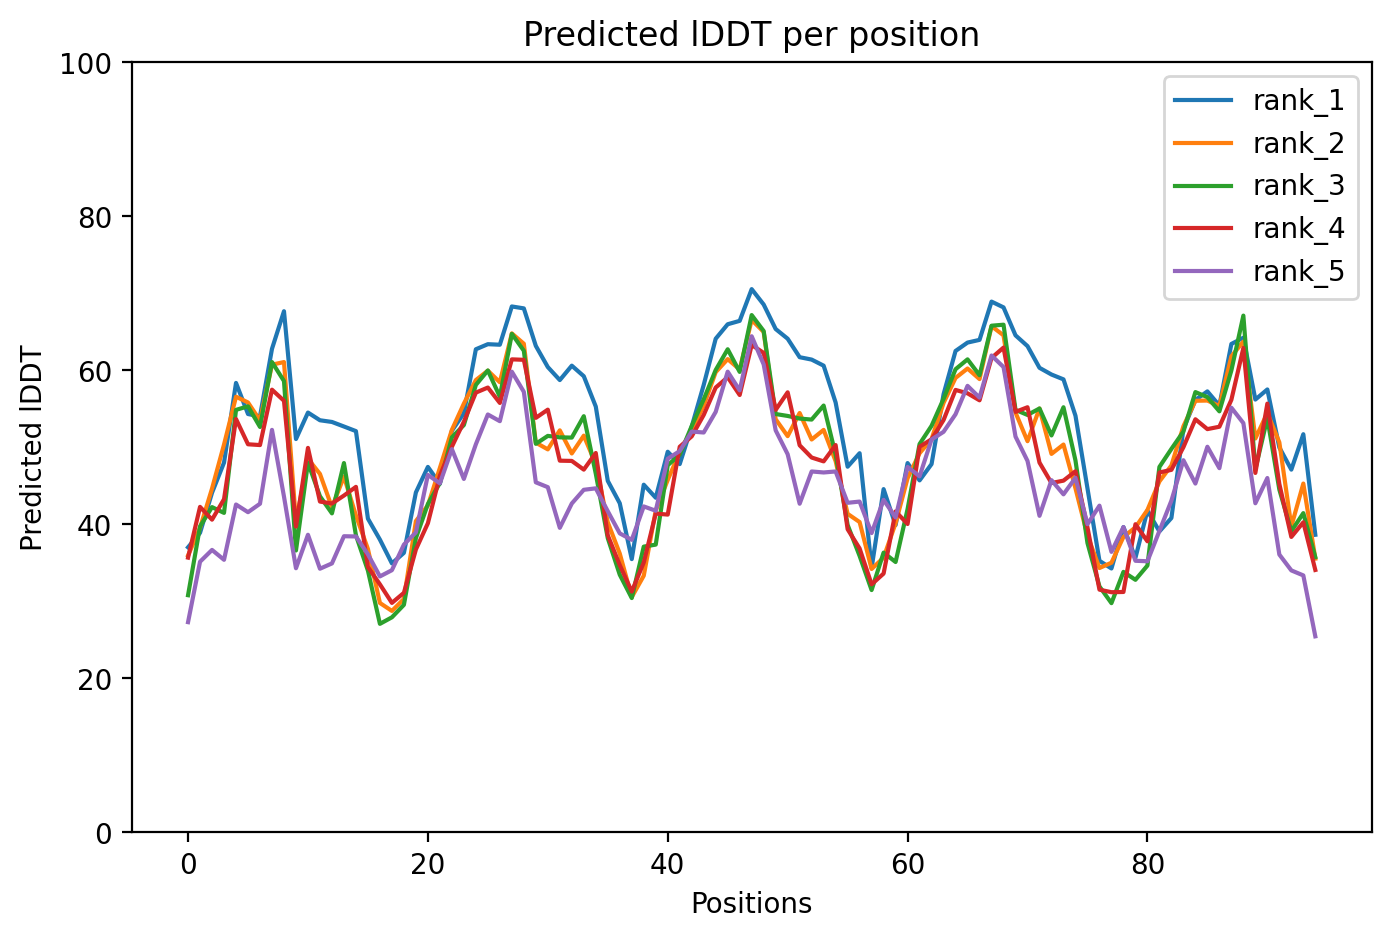 Predicted lDDT per position
100
80
60
40
20
0
Predicted lDDT
0 20 40 60 80
Positions
rank_1
rank_2
rank_3
rank_4
rank_5